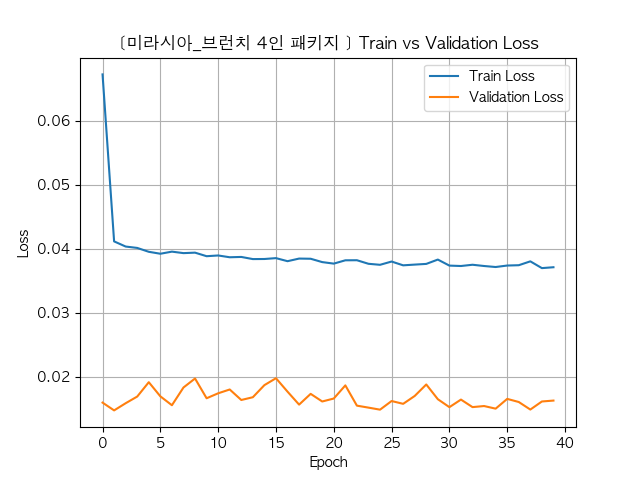 [미라시아_브런치 4인 패키지 ] Train vs Validation Loss
Train Loss
Validation Loss
0.06
0.05
0.04
0.03
0.02
Loss
0 5 10 15 20 25 30 35 40
Epoch